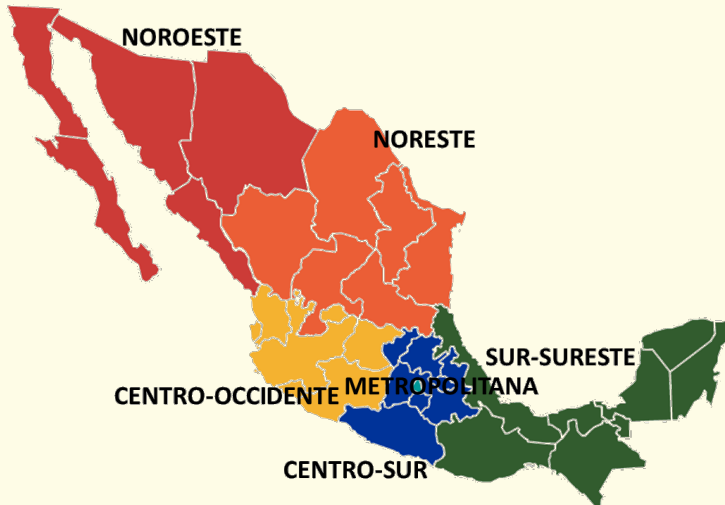 NOROESTE
NORESTE
SUR-SURESTE
METROPOLITANA
CENTRO-OCCIDENTE
CENTRO-SUR